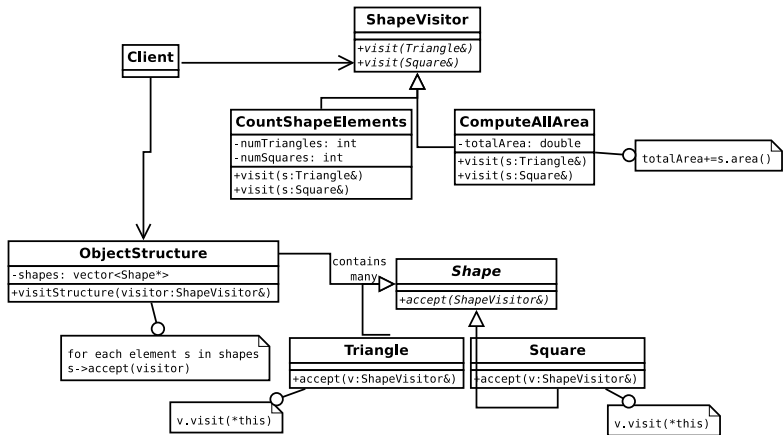 ShapeVisitor
+visit(Triangle&)
+visit(Square&)
Client
CountShapeElements
-numTriangles: int
-numSquares: int
+visit(s:Triangle&)
+visit(s:Square&)
ComputeAllArea
-totalArea: double
+visit(s:Triangle&)
+visit(s:Square&)
totalArea+=s.area()
ObjectStructure
-shapes: vector<Shape*>
+visitStructure(visitor:ShapeVisitor&)
contains
many
Shape
+accept(ShapeVisitor&)
for each element s in shapes
s->accept(visitor)
Triangle
+accept(v:ShapeVisitor&)
Square
+accept(v:ShapeVisitor&)
v.visit(*this)
v.visit(*this)